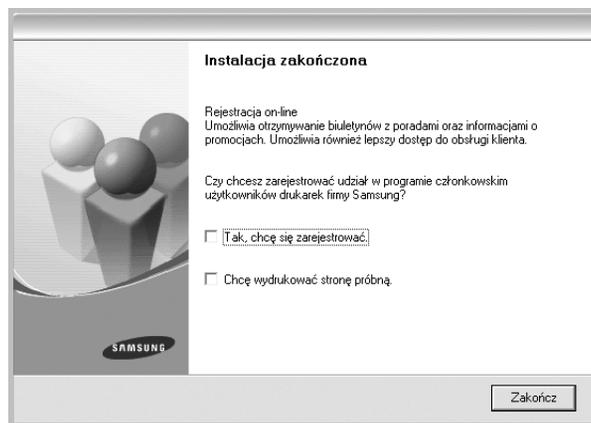 Instalacja zakończona
Rejestracja on-line
Umożliwia otrzymywanie biuletynów z poradami oraz informacjami o
promocjach. Umożliwia również lepszy dostęp do obsługi klienta.
Czy chcesz zarejestrować udział w programie członkowskim
użytkowników drukarek firmy Samsung?
Tak, chcę się zarejestrować.
Chcę wydrukować stronę próbną.
SAMSUNG
Zakończ